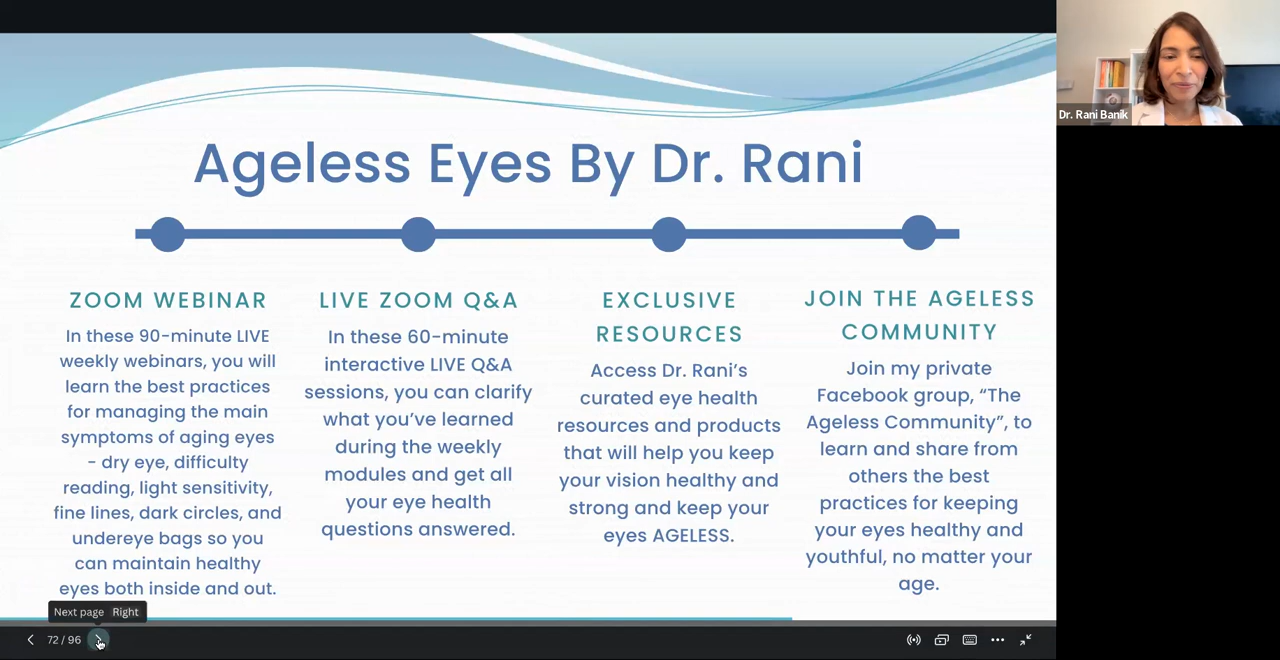 Ageless Eyes By Dr. Rani
ZOOM WEBINAR
In these 90-minute LIVE
weekly webinars, you will
learn the best practices
for managing the main
symptoms of aging eyes
- dry eye, difficulty
reading, light sensitivity,
fine lines, dark circles, and
undereye bags so you
can maintain healthy
eyes both inside and out.
LIVE ZOOM Q&A
In these 60-minute
interactive LIVE Q&A
sessions, you can clarify
what you've learned
during the weekly
modules and get all
your eye health
questions answered.
EXCLUSIVE
RESOURCES
Access Dr. Rani's
curated eye health
resources and products
that will help you keep
your vision healthy and
strong and keep your
eyes AGELESS.
JOIN THE AGELESS
COMMUNITY
Join my private
Facebook group, “The
Ageless Community”, to
learn and share from
others the best
practices for keeping
your eyes healthy and
youthful, no matter your
age.
Dr. Rani Banik
Next page Right
72 / 96